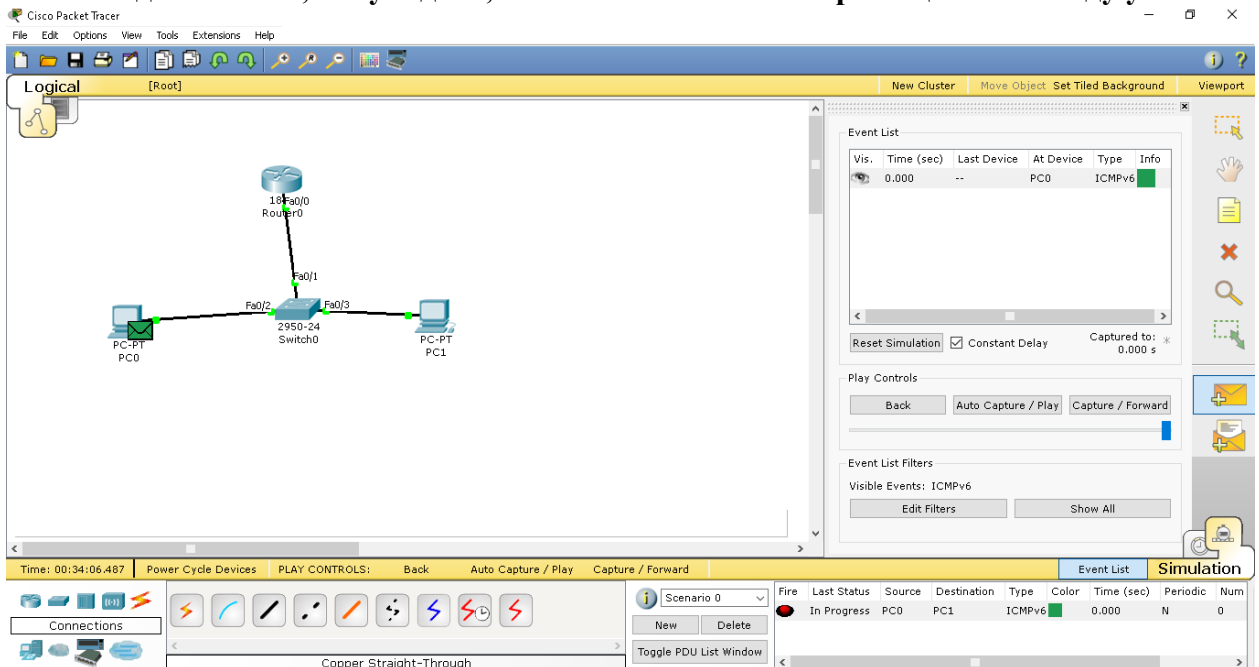 Cisco Packet Tracer
File Edit Options View Tools Extensions Help
Logical [Root] New Cluster Move Object Set Tiled Background Viewport
Event List
Vis. Time (sec) Last Device At Device Type Info
0.000 -- PC0 ICMPv6
Fa0/0
Router0
Fa0/1
Fa0/2 Fa0/3
2950-24
Switch0
PC-PT
PC0
PC-PT
PC1
Reset Simulation Constant Delay Captured to: *
0.000 s
Play Controls
Back Auto Capture / Play Capture / Forward
Event List Filters
Visible Events: ICMPv6
Edit Filters Show All
Time: 00:34:06.487 Power Cycle Devices PLAY CONTROLS: Back Auto Capture / Play Capture / Forward Event List Simulation
Connections
Copper Straight-Through
Scenario 0
New Delete
Toggle PDU List Window
Fire Last Status Source Destination Type Color Time (sec) Periodic Num
In Progress PC0 PC1 ICMPv6 0.000 N 0